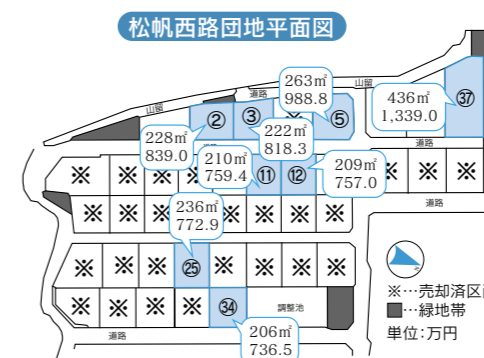 松帆西路団地平面図
山留
道路
山留
263㎡
988.8
436㎡
1,339.0
㊲
②
③
※
⑤
228㎡
839.0
222㎡
818.3
道路
210㎡
759.4
⑪
⑫
209㎡
757.0
※ ※ ※ ※
※ ※ ※
道路
※ ※ ※ ※ ※ ※ ※
236㎡
772.9
※ ※ ※
㉕
※ ※ ※ ※
※ ※ ※ ※
㉞
調整池
道路
206㎡
736.5
N
※…売却済区
■…緑地帯
単位:万円